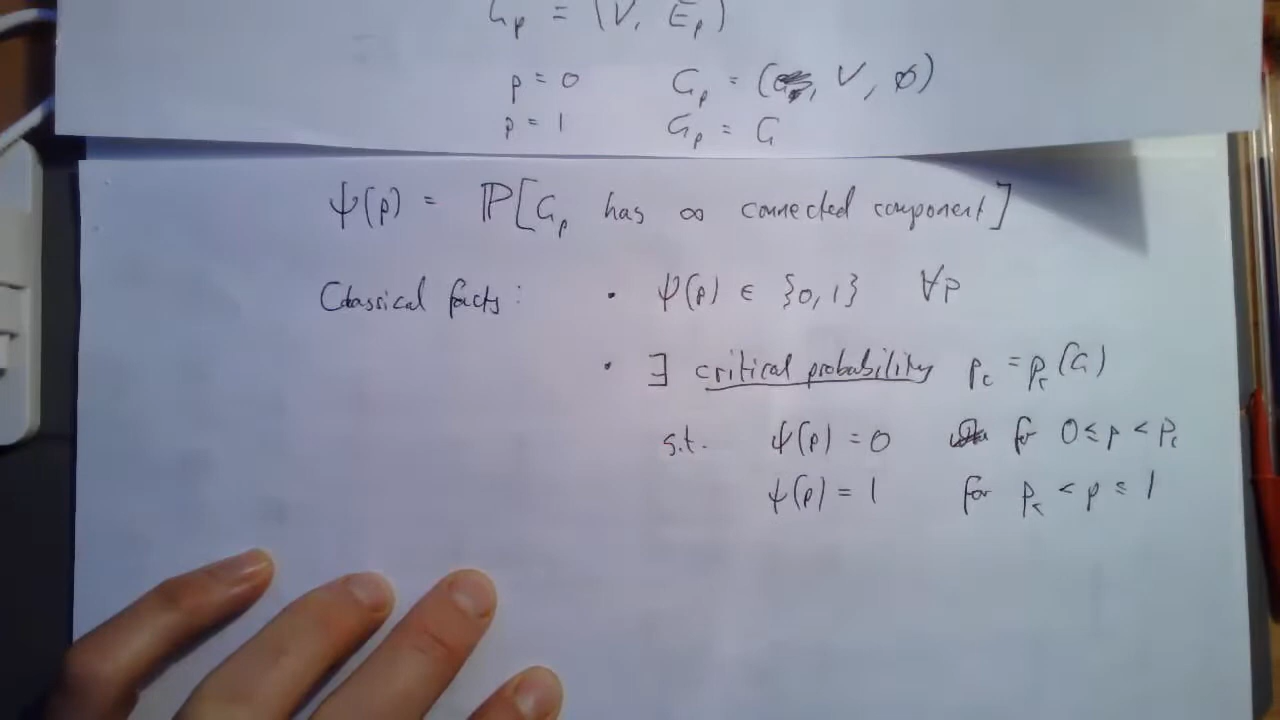 G_p = (V, E_p)
p = 0 G_p = (, V, ∅)
p = 1 G_p = G
ψ(p) = ℙ[G_p has ∞ connected component]
Classical facts: • ψ(p) ∈ {0,1} ∀p
• ∃ critical probability p_c = p_c(G)
s.t. ψ(p) = 0 for 0 ≤ p < p_c
ψ(p) = 1 for p_c < p ≤ 1